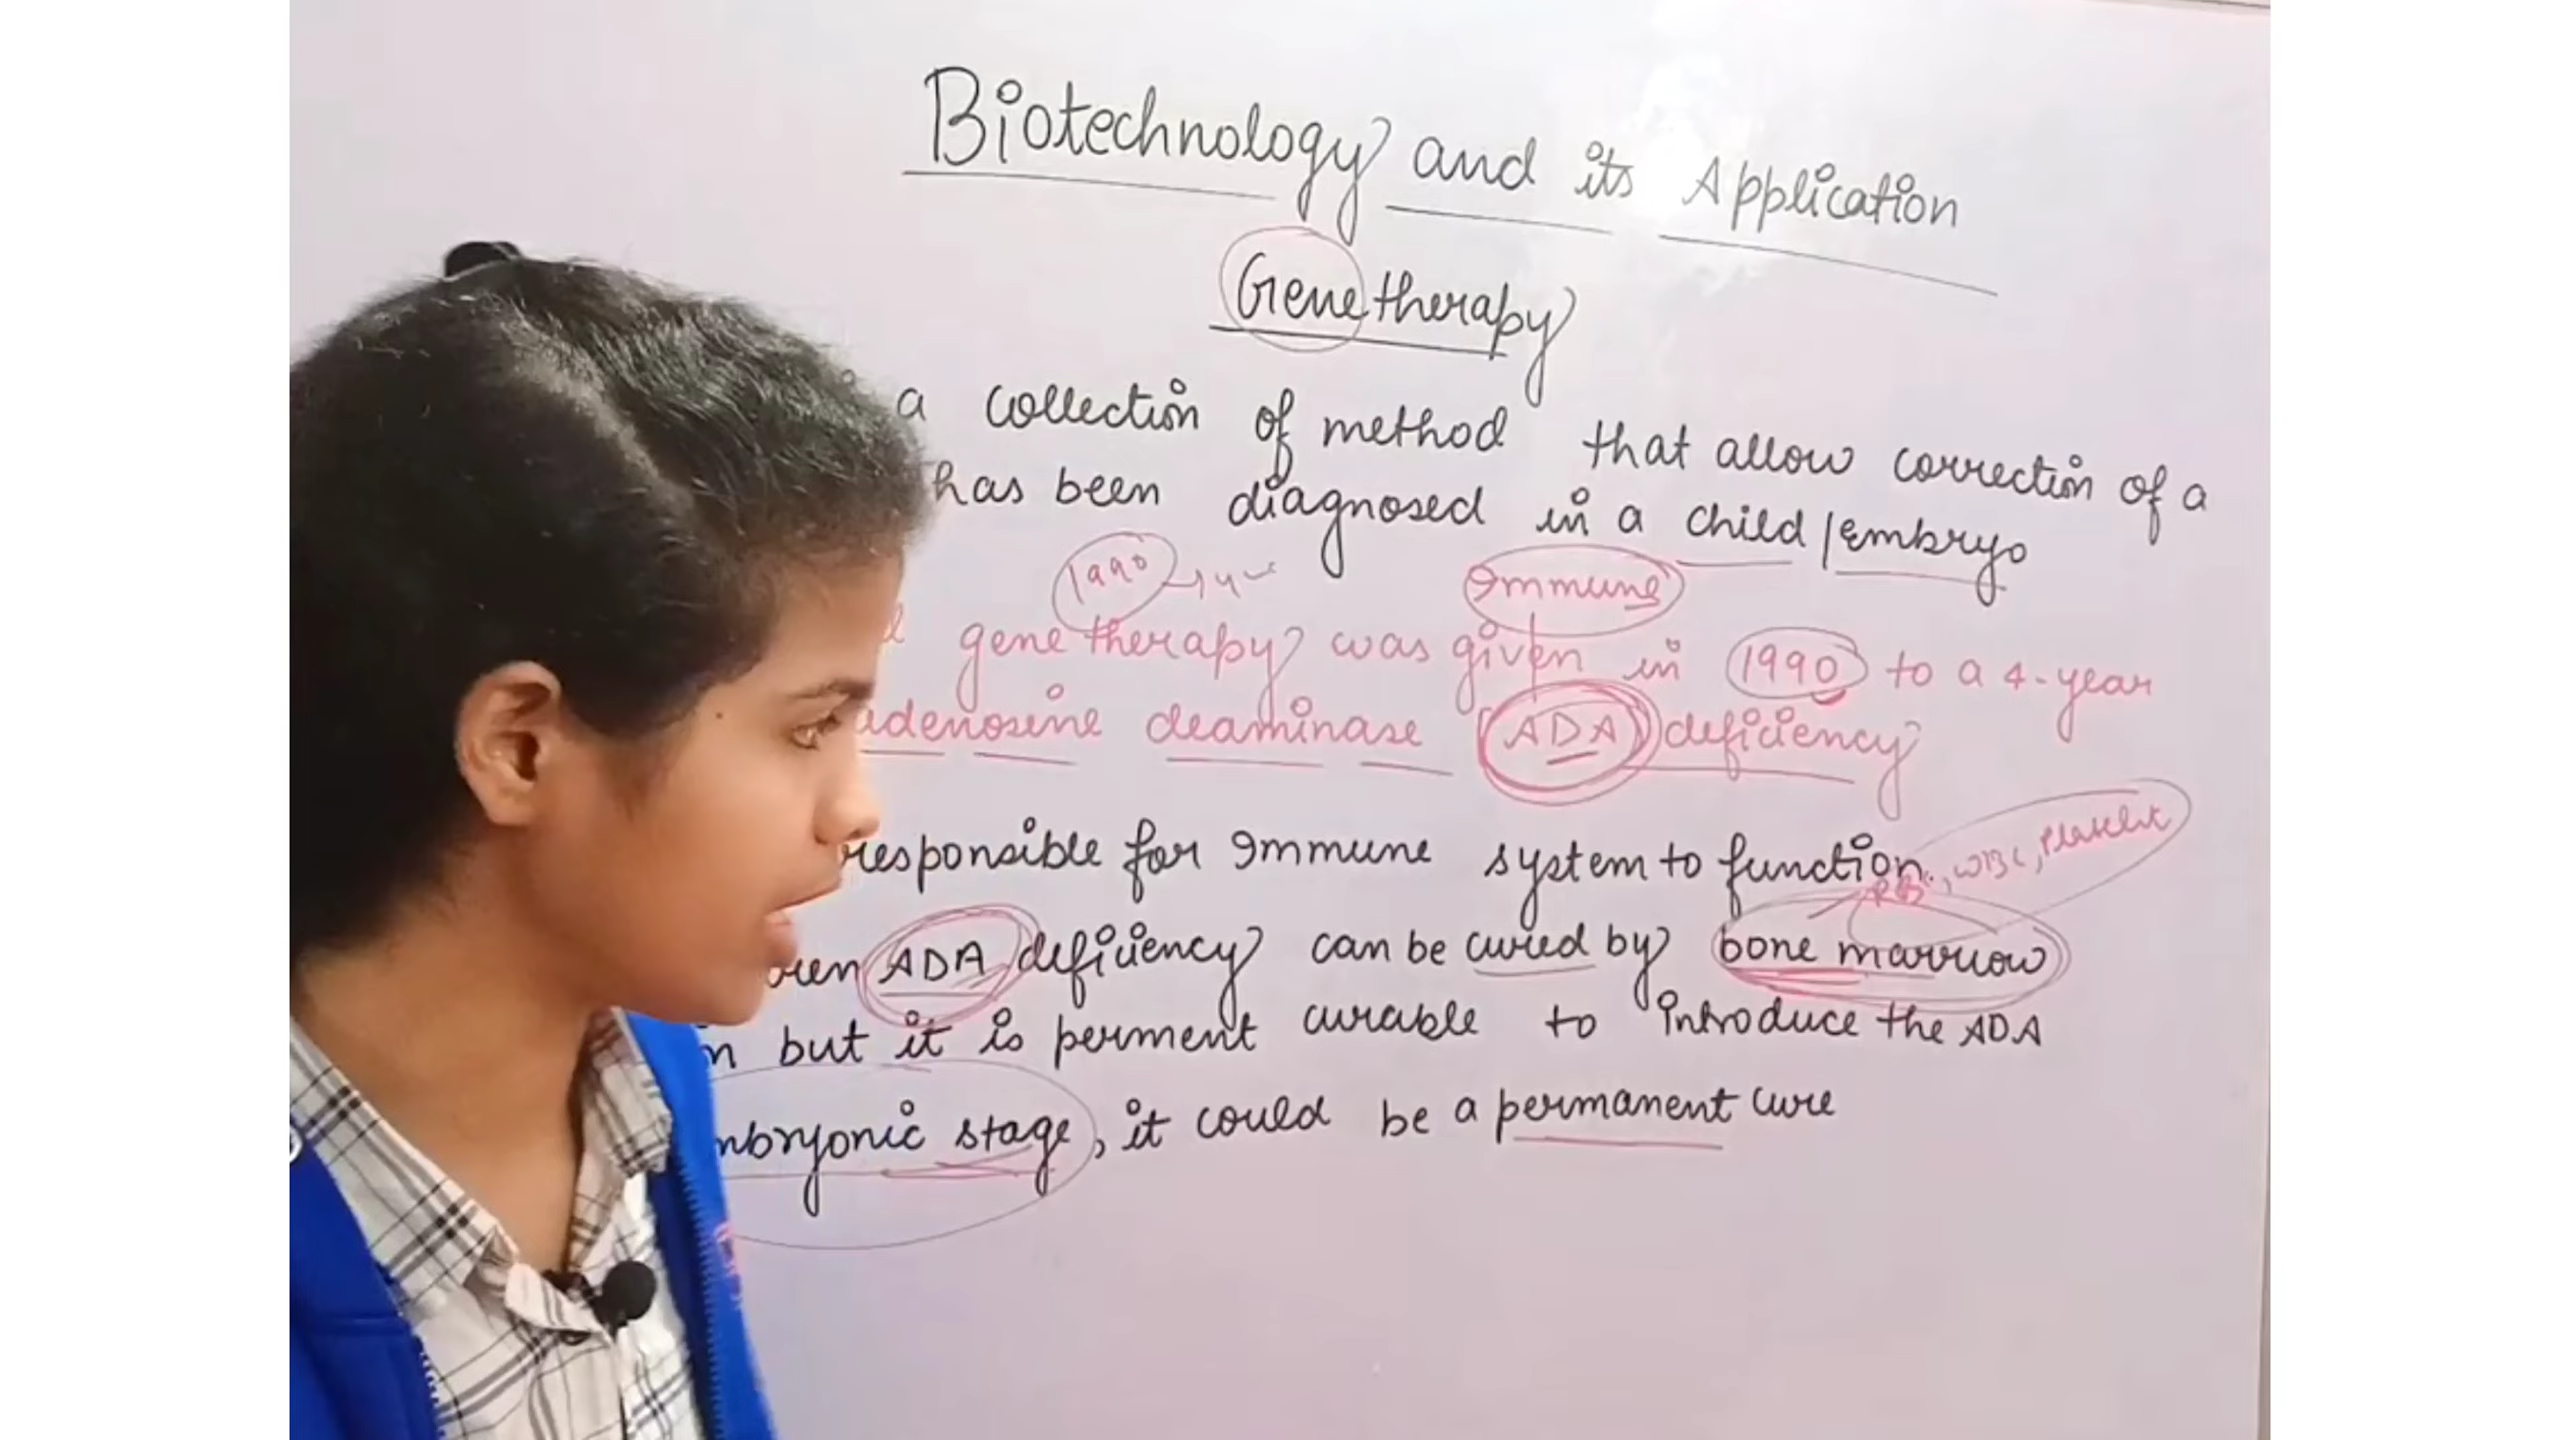 Biotechnology and its Application
Gene therapy
a collection of method that allow correction of a
has been diagnosed in a child/embryo
1990 Immune
gene therapy was given in 1990 to a 4-year
adenosine deaminase (ADA) deficiency
responsible for Immune system to function.
RBC, WBC, Platelet
ADA deficiency can be cured by bone marrow
but it is perment curable to introduce the ADA
stage, it could be a permanent cure